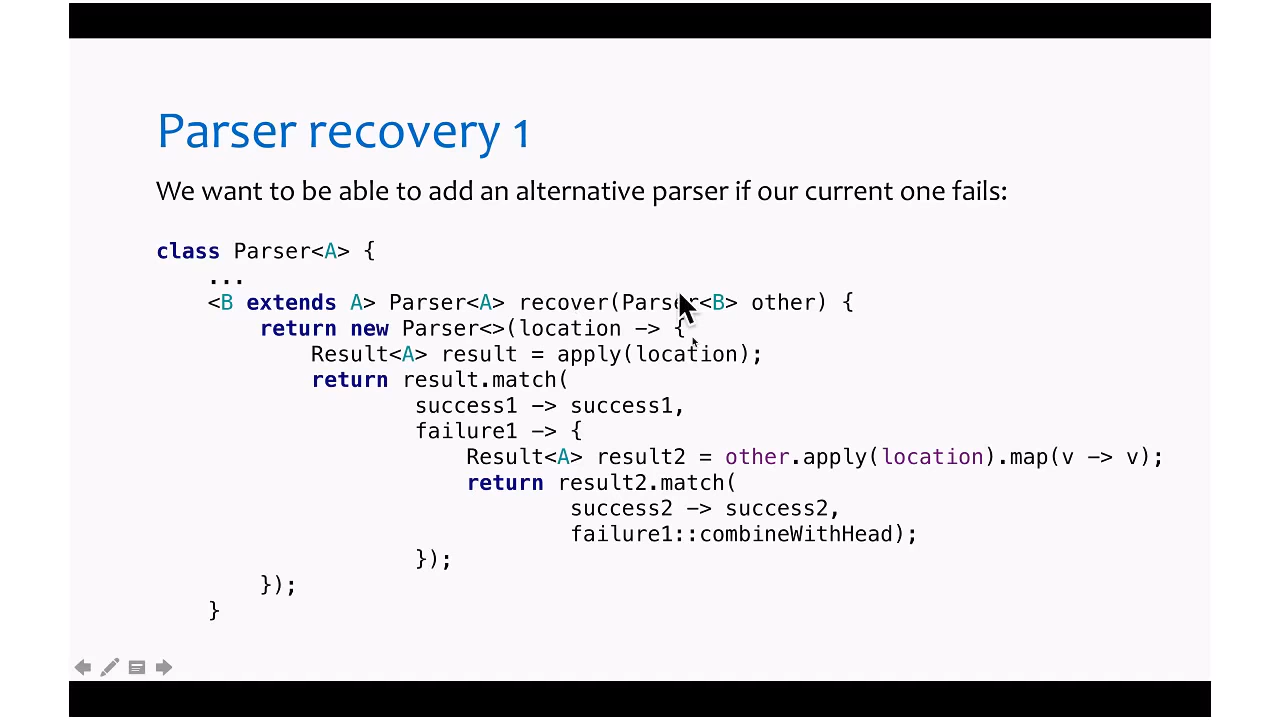 Parser recovery 1
We want to be able to add an alternative parser if our current one fails:
class Parser<A> {
...
<B extends A> Parser<A> recover(Parser<B> other) {
return new Parser<>(location -> {
Result<A> result = apply(location);
return result.match(
success1 -> success1,
failure1 -> {
Result<A> result2 = other.apply(location).map(v -> v);
return result2.match(
success2 -> success2,
failure1::combineWithHead);
});
});
}